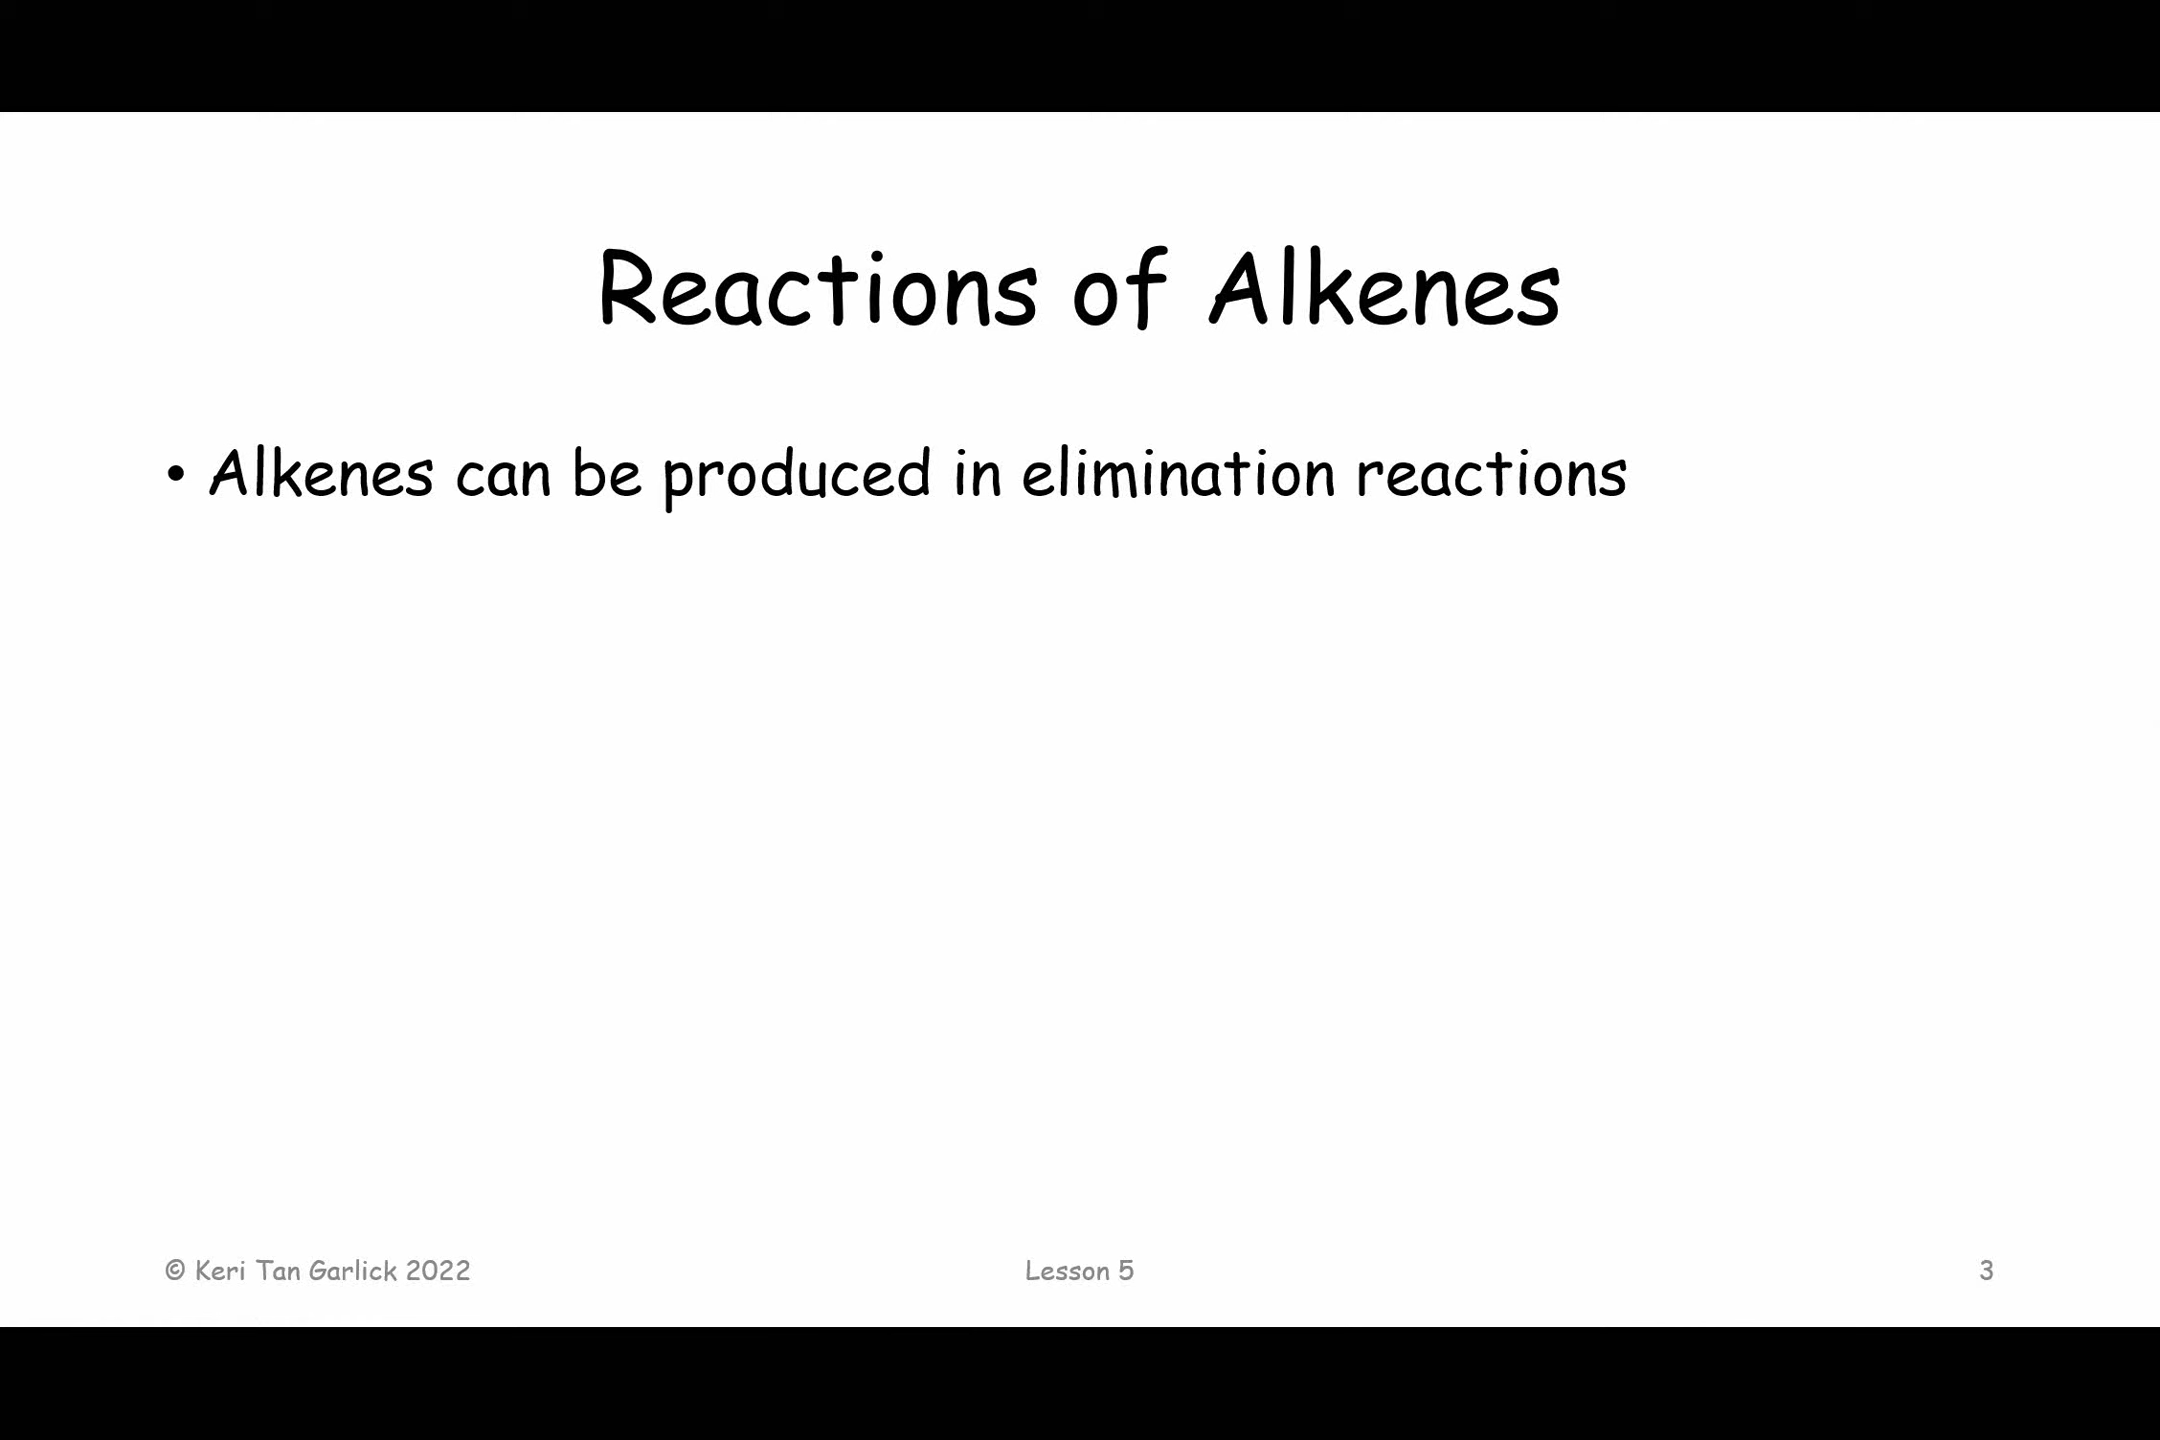 Reactions of Alkenes
• Alkenes can be produced in elimination reactions
© Keri Tan Garlick 2022
Lesson 5
3